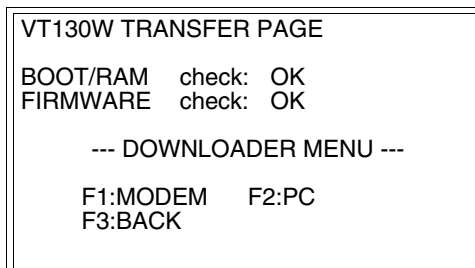 VT130W TRANSFER PAGE
BOOT/RAM check: OK
FIRMWARE check: OK
--- DOWNLOADER MENU ---
F1:MODEM F2:PC
F3:BACK